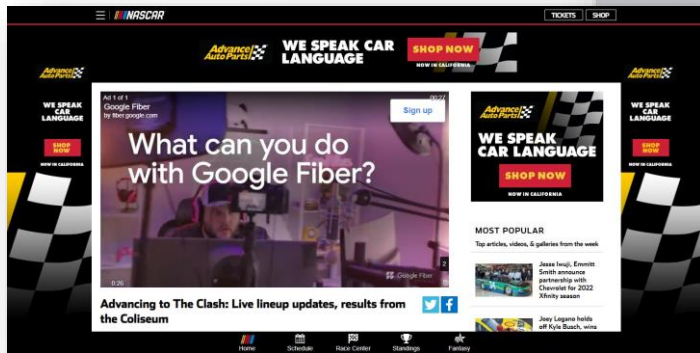 NASCAR
TICKETS
SHOP
Advance
Auto Parts
WE SPEAK CAR
LANGUAGE
SHOP NOW
NOW IN CALIFORNIA
Advance
Auto Parts
WE SPEAK
CAR
LANGUAGE
SHOP
NOW
NOW IN CALIFORNIA
Ad 1 of 1
00:27
Google Fiber
by fiber.google.com
Sign up
What can you do
with Google Fiber?
2
Google Fiber
0:26
Advancing to The Clash: Live lineup updates, results from
the Coliseum
Advance
Auto Parts
WE SPEAK
CAR LANGUAGE
SHOP NOW
NOW IN CALIFORNIA
MOST POPULAR
Top articles, videos, & galleries from the week
Jesse Iwuji, Emmitt
Smith announce
partnership with
Chevrolet for 2022
Xfinity season
Joey Logano holds
off Kyle Busch, wins
Advance
Auto Parts
WE SPEAK
CAR
LANGUAGE
SHOP
NOW
NOW IN CALIFORNIA
Home
Schedule
Race Center
Standings
Fantasy